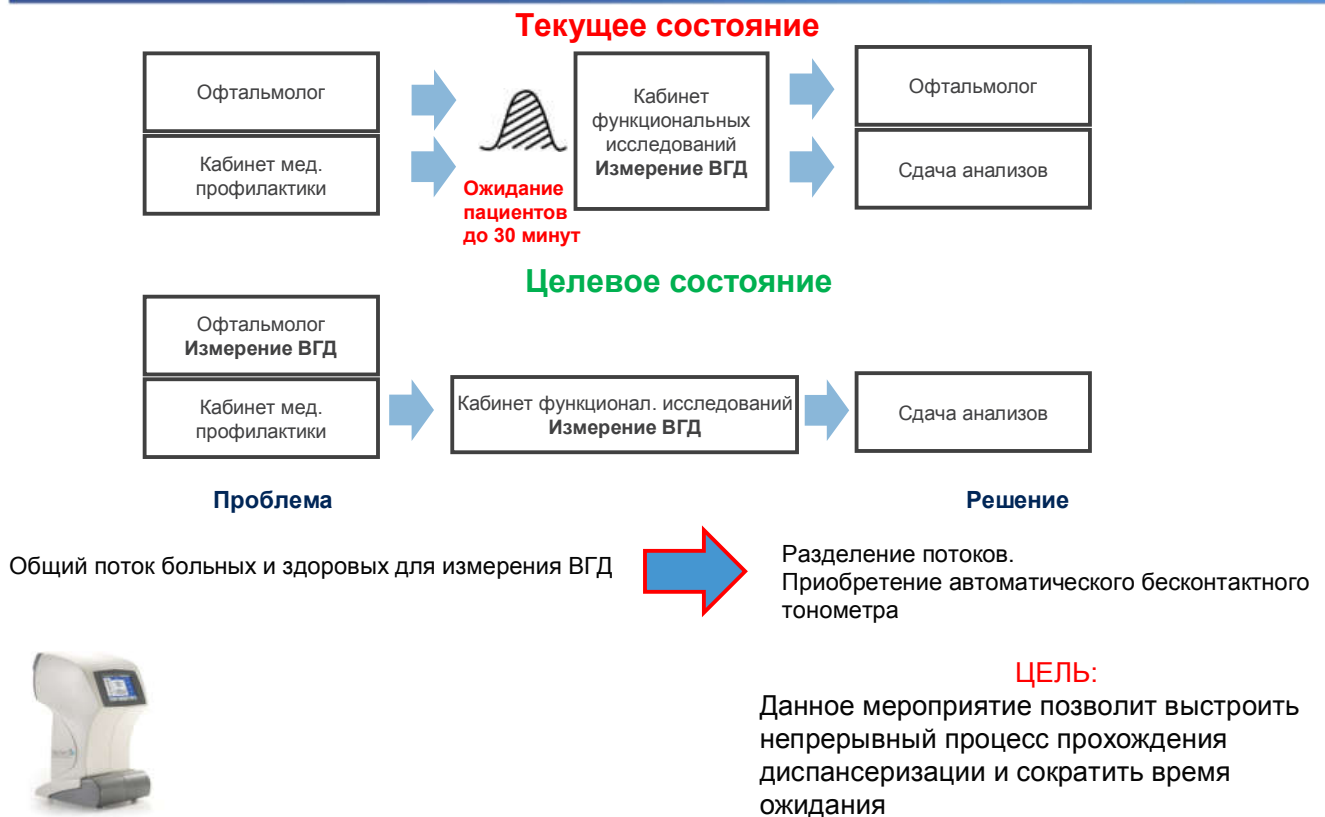 Текущее состояние
Офтальмолог
Кабинет мед.
профилактики
Ожидание
пациентов
до 30 минут
Кабинет
функциональных
исследований
Измерение ВГД
Офтальмолог
Сдача анализов
Целевое состояние
Офтальмолог
Измерение ВГД
Кабинет мед.
профилактики
Кабинет функционал. исследований
Измерение ВГД
Сдача анализов
Проблема
Решение
Общий поток больных и здоровых для измерения ВГД
Разделение потоков.
Приобретение автоматического бесконтактного
тонометра
ЦЕЛЬ:
Данное мероприятие позволит выстроить
непрерывный процесс прохождения
диспансеризации и сократить время
ожидания